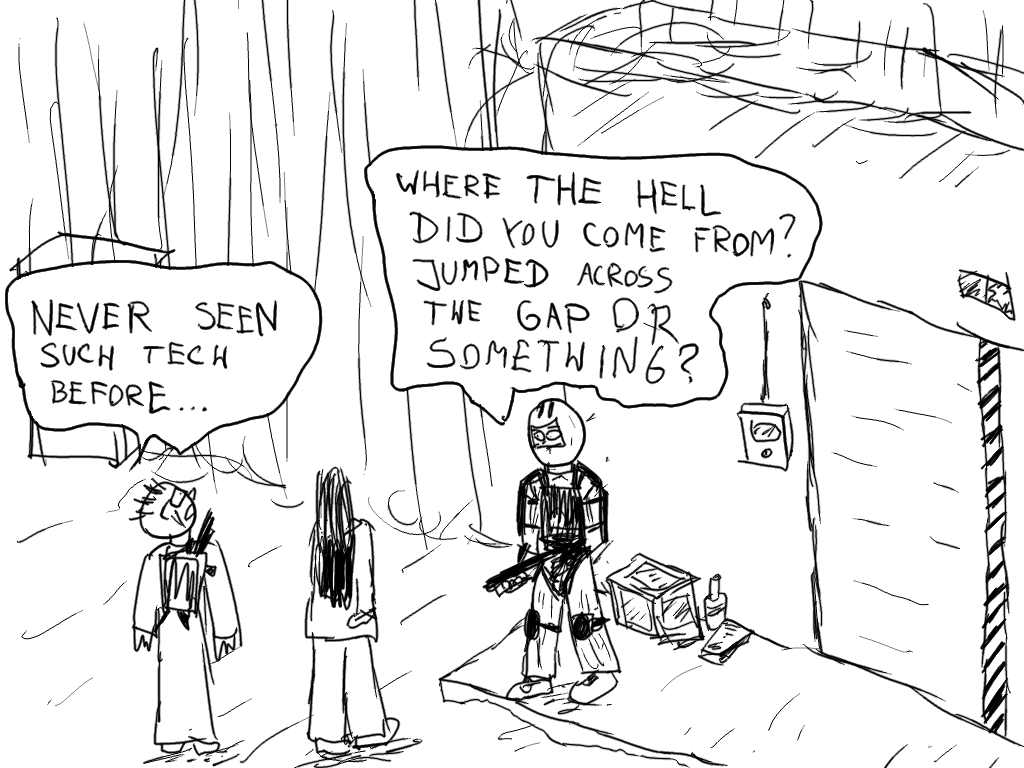 NEVER SEEN
SUCH TECH
BEFORE...
WHERE THE HELL
DID YOU COME FROM?
JUMPED ACROSS
THE GAP OR
SOMETHING?